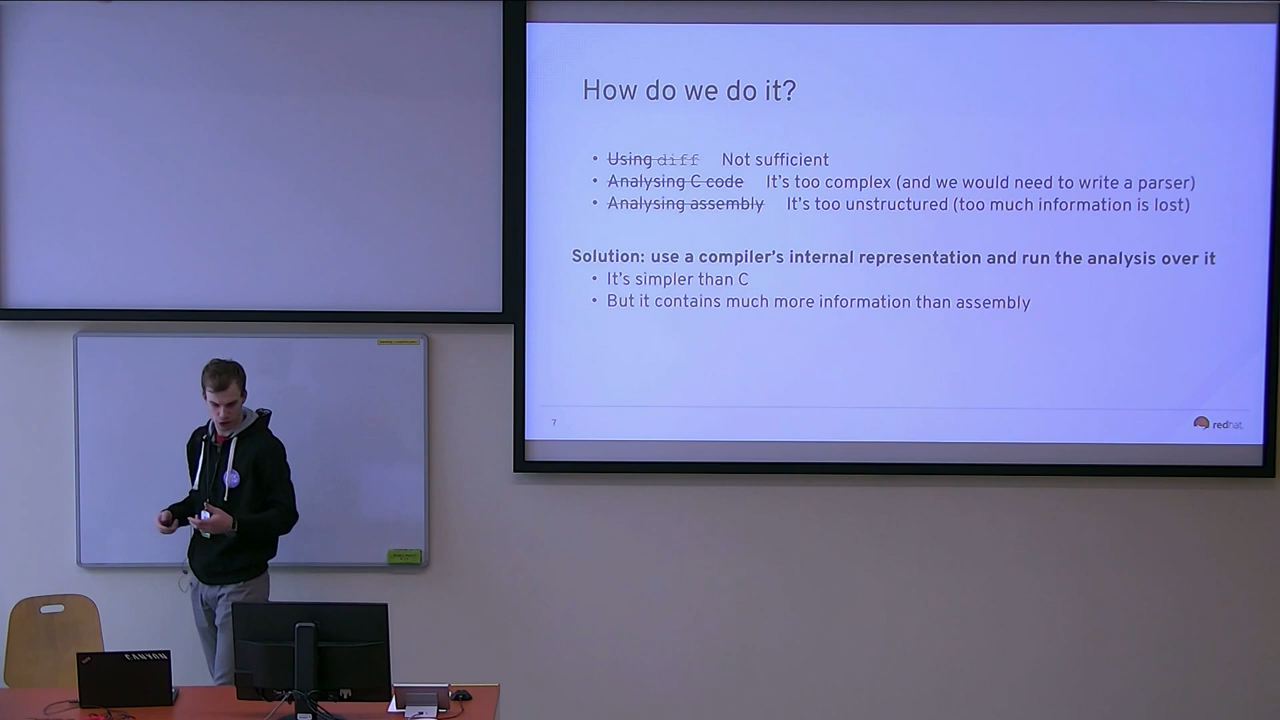 How do we do it?
• Using diff Not sufficient
• Analysing C code It's too complex (and we would need to write a parser)
• Analysing assembly It's too unstructured (too much information is lost)
Solution: use a compiler's internal representation and run the analysis over it
• It's simpler than C
• But it contains much more information than assembly
7
redhat.
CANYON